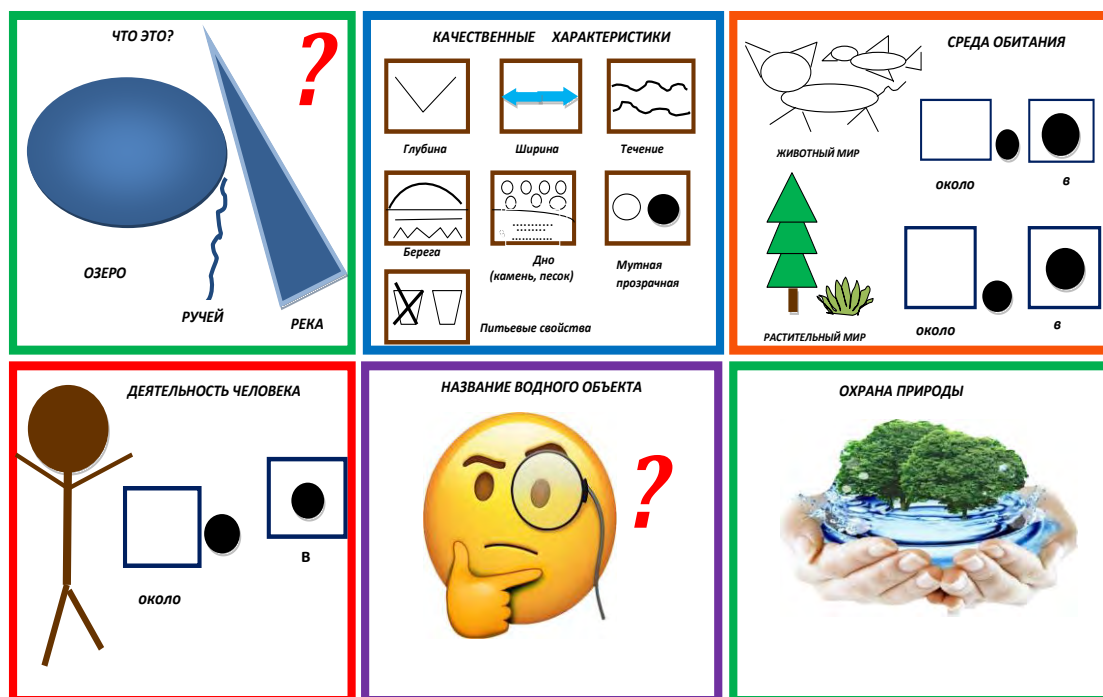 ЧТО ЭТО?
?
ОЗЕРО
РУЧЕЙ
РЕКА
КАЧЕСТВЕННЫЕ ХАРАКТЕРИСТИКИ
Глубина
Ширина
Течение
Берега
Дно
(камень, песок)
Мутная
прозрачная
Питьевые свойства
СРЕДА ОБИТАНИЯ
ЖИВОТНЫЙ МИР
около
в
РАСТИТЕЛЬНЫЙ МИР
около
в
ДЕЯТЕЛЬНОСТЬ ЧЕЛОВЕКА
около
в
НАЗВАНИЕ ВОДНОГО ОБЪЕКТА
?
ОХРАНА ПРИРОДЫ